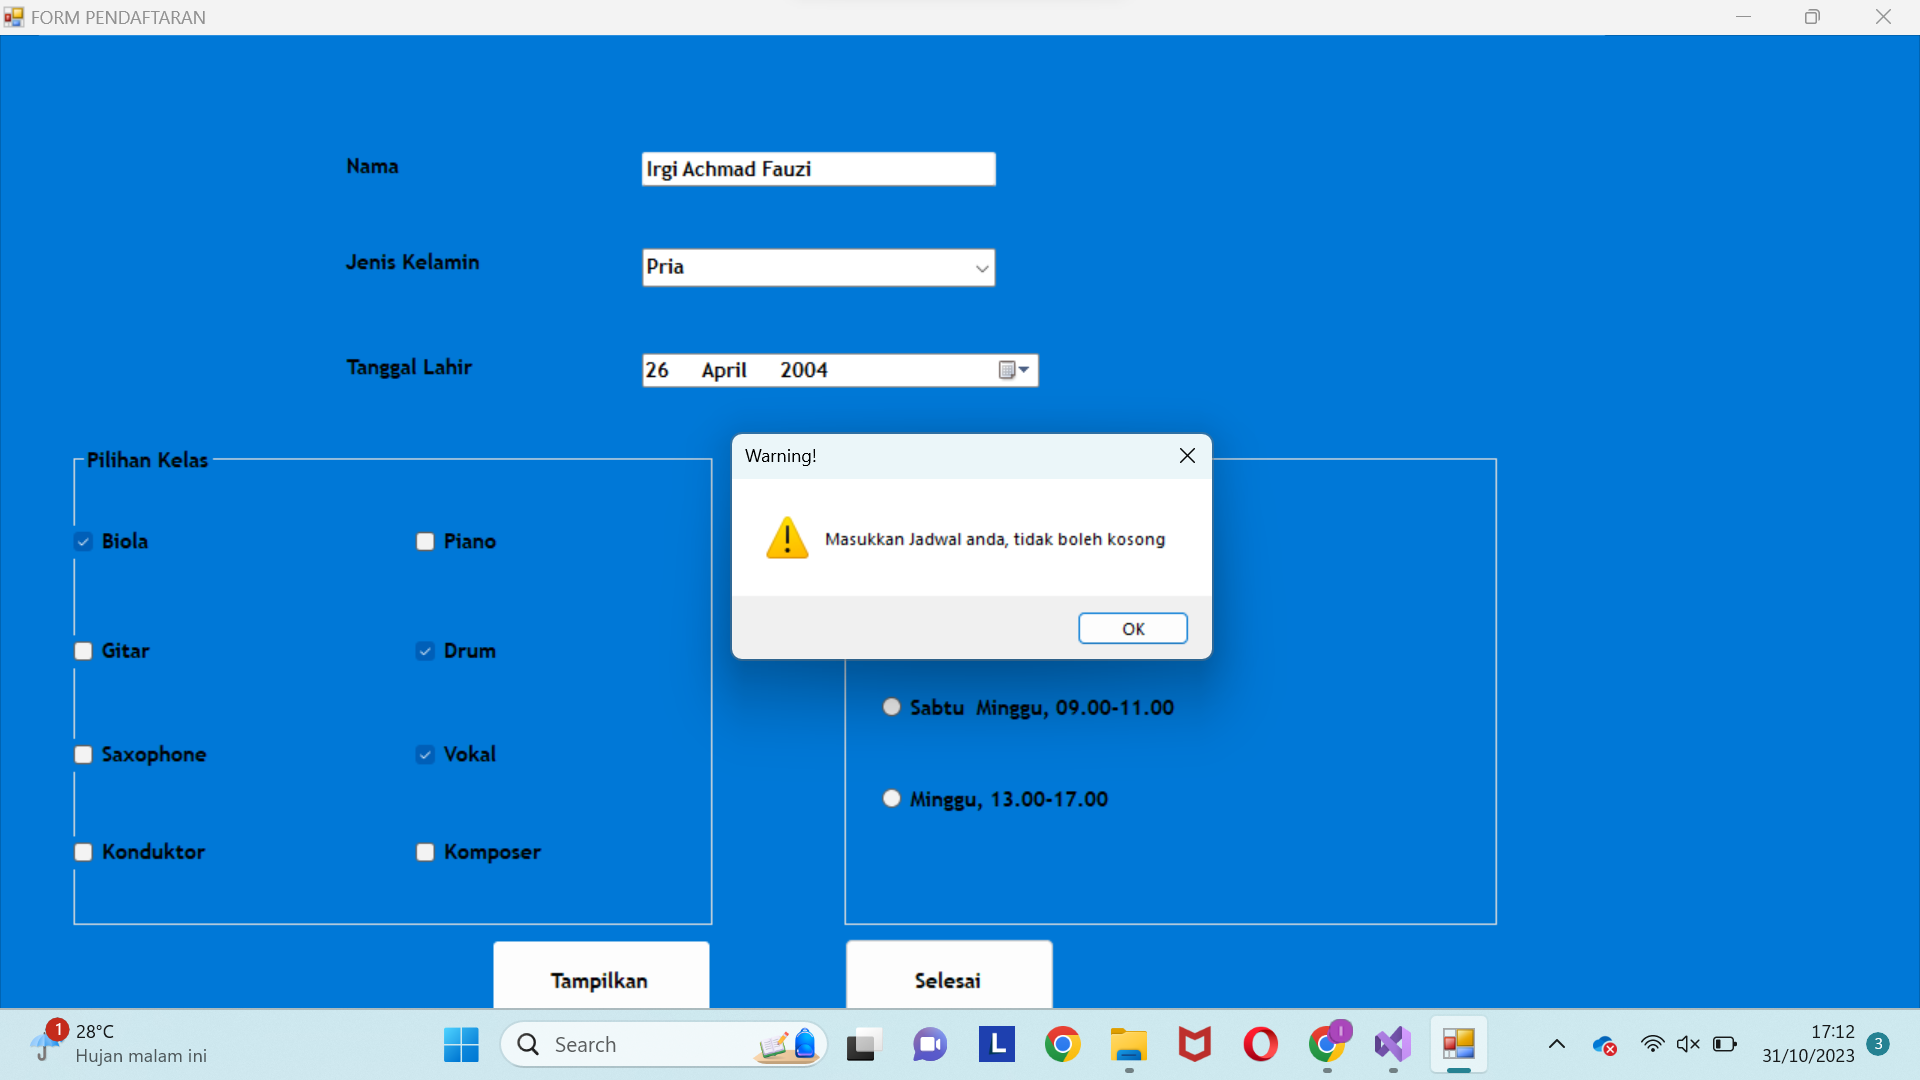 FORM PENDAFTARAN
Nama
Irgi Achmad Fauzi
Jenis Kelamin
Pria
Tanggal Lahir
26 April 2004
Pilihan Kelas
Biola
Piano
Gitar
Drum
Saxophone
Vokal
Konduktor
Komposer
Warning!
Masukkan Jadwal anda, tidak boleh kosong
OK
Sabtu Minggu, 09.00-11.00
Minggu, 13.00-17.00
Tampilkan
Selesai
1
28°C
Hujan malam ini
Search
L
I
17:12
31/10/2023
3